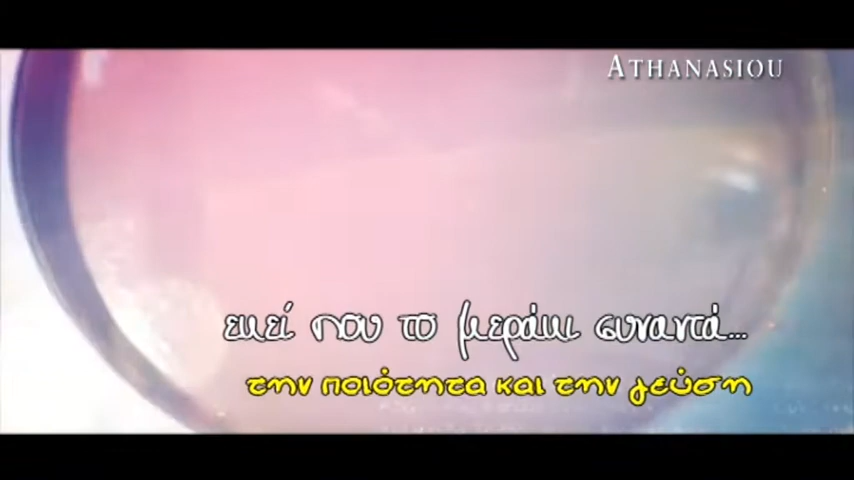 ATHANASIOU
εκεί που το μεράκι συναντά...
την ποιότητα και την γεύση